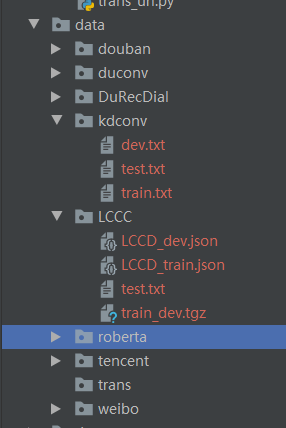 trans_uri.py
data
douban
duconv
DuRecDial
kdconv
dev.txt
test.txt
train.txt
LCCC
LCCD_dev.json
LCCD_train.json
test.txt
train_dev.tgz
roberta
tencent
trans
weibo